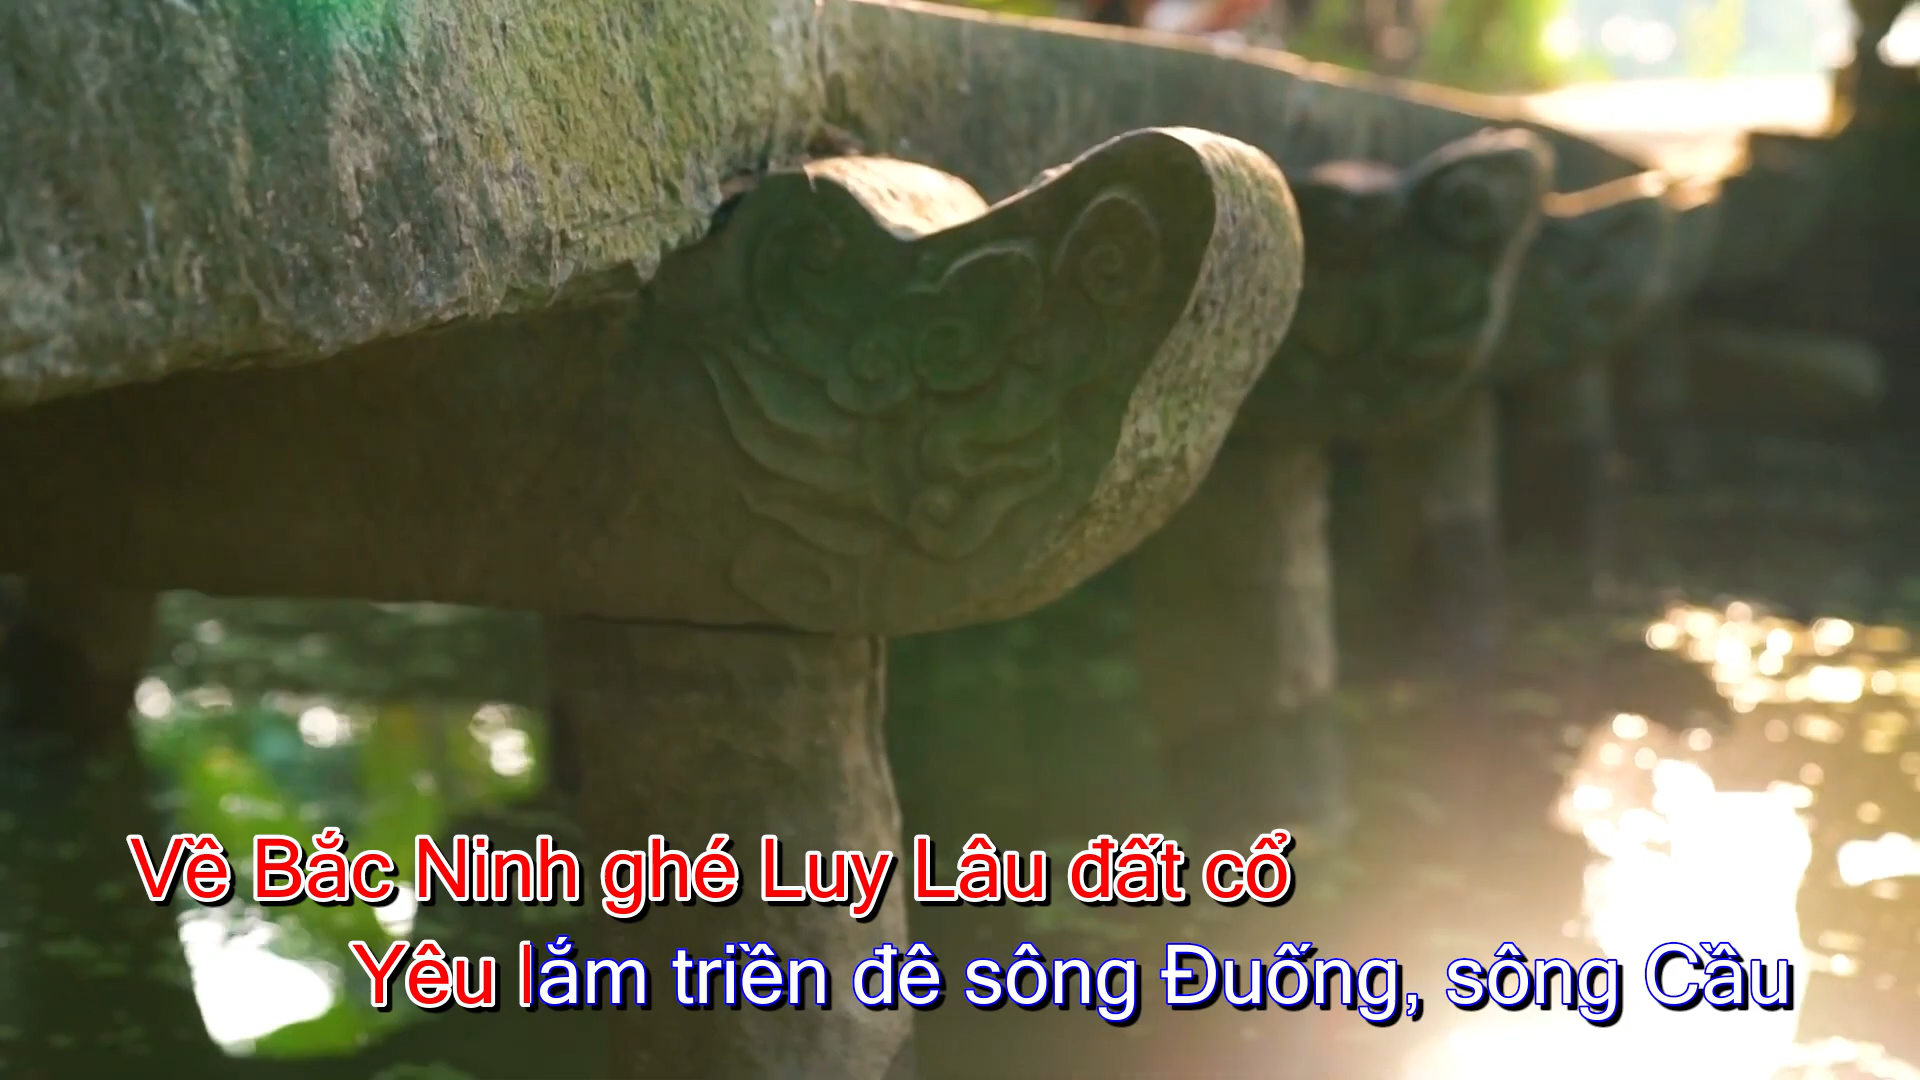 Về Bắc Ninh ghé Luy Lâu đất cổ
Yêu lắm triền đê sông Đuống, sông Cầu